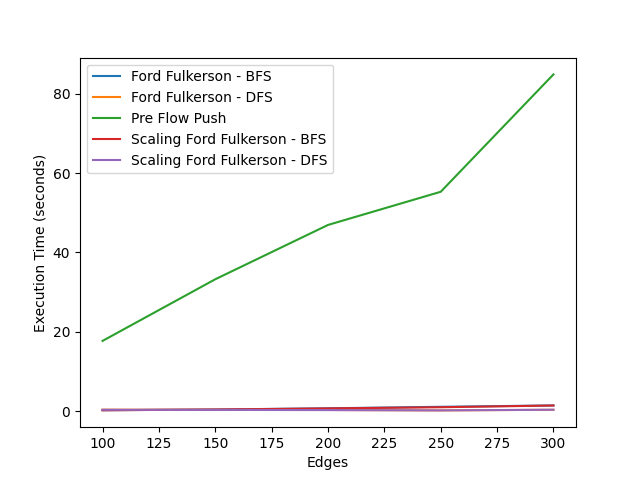 Ford Fulkerson - BFS
Ford Fulkerson - DFS
Pre Flow Push
Scaling Ford Fulkerson - BFS
Scaling Ford Fulkerson - DFS
Execution Time (seconds)
80
60
40
20
0
100 125 150 175 200 225 250 275 300
Edges